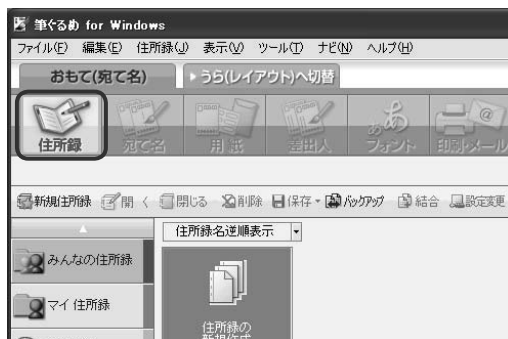 筆ぐるめ for Windows
ファイル(F) 編集(E) 住所録(J) 表示(V) ツール(T) ナビ(N) ヘルプ(H)
おもて(宛て名) うら(レイアウト)へ切替
住所録 宛て名 用紙 差出人 フォント 印刷・メール
新規住所録 開く 閉じる 削除 保存 バックアップ 結合 設定変更
住所録名逆順表示
みんなの住所録
マイ 住所録
住所録の
新規作成